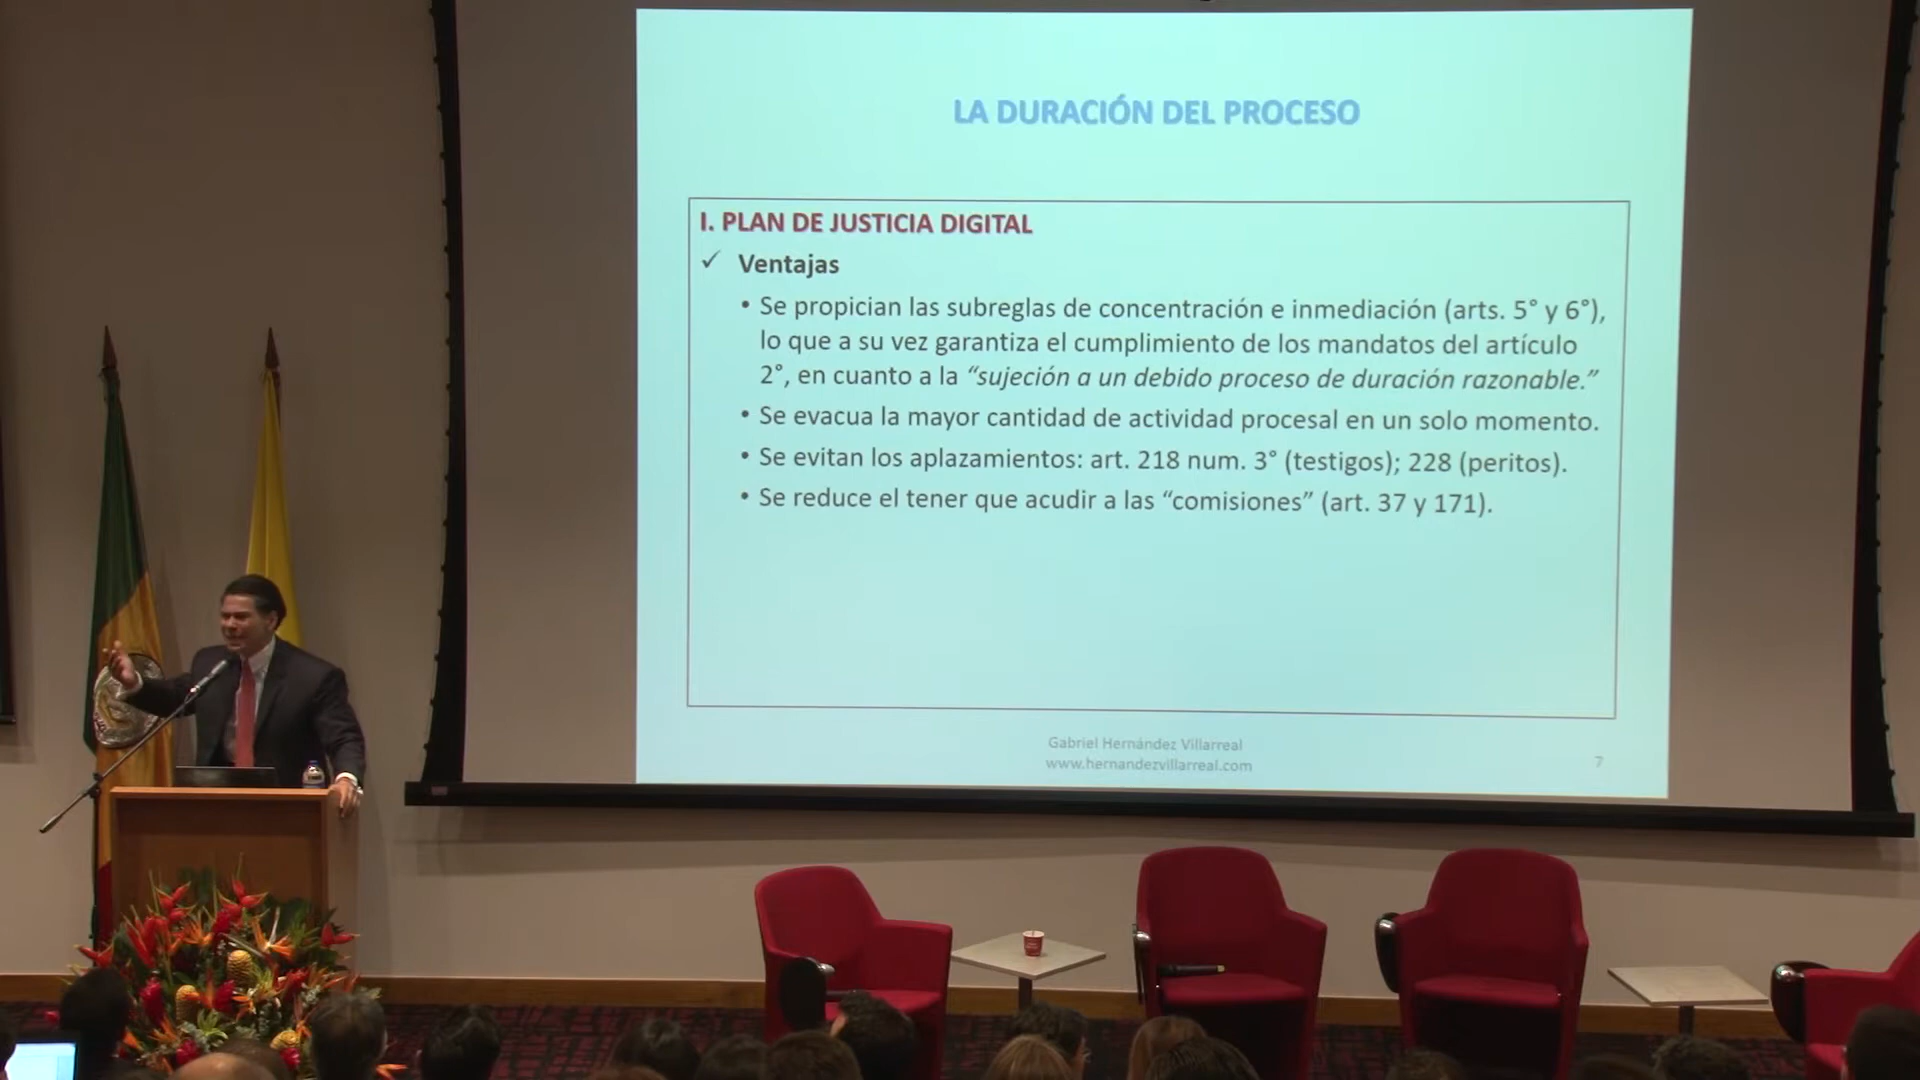 LA DURACIÓN DEL PROCESO
I. PLAN DE JUSTICIA DIGITAL
✓ Ventajas
• Se propician las subreglas de concentración e inmediación (arts. 5° y 6°),
lo que a su vez garantiza el cumplimiento de los mandatos del artículo
2°, en cuanto a la “sujeción a un debido proceso de duración razonable.”
• Se evacua la mayor cantidad de actividad procesal en un solo momento.
• Se evitan los aplazamientos: art. 218 num. 3° (testigos); 228 (peritos).
• Se reduce el tener que acudir a las “comisiones” (art. 37 y 171).
Gabriel Hernández Villarreal
www.hernandezvillarreal.com
7